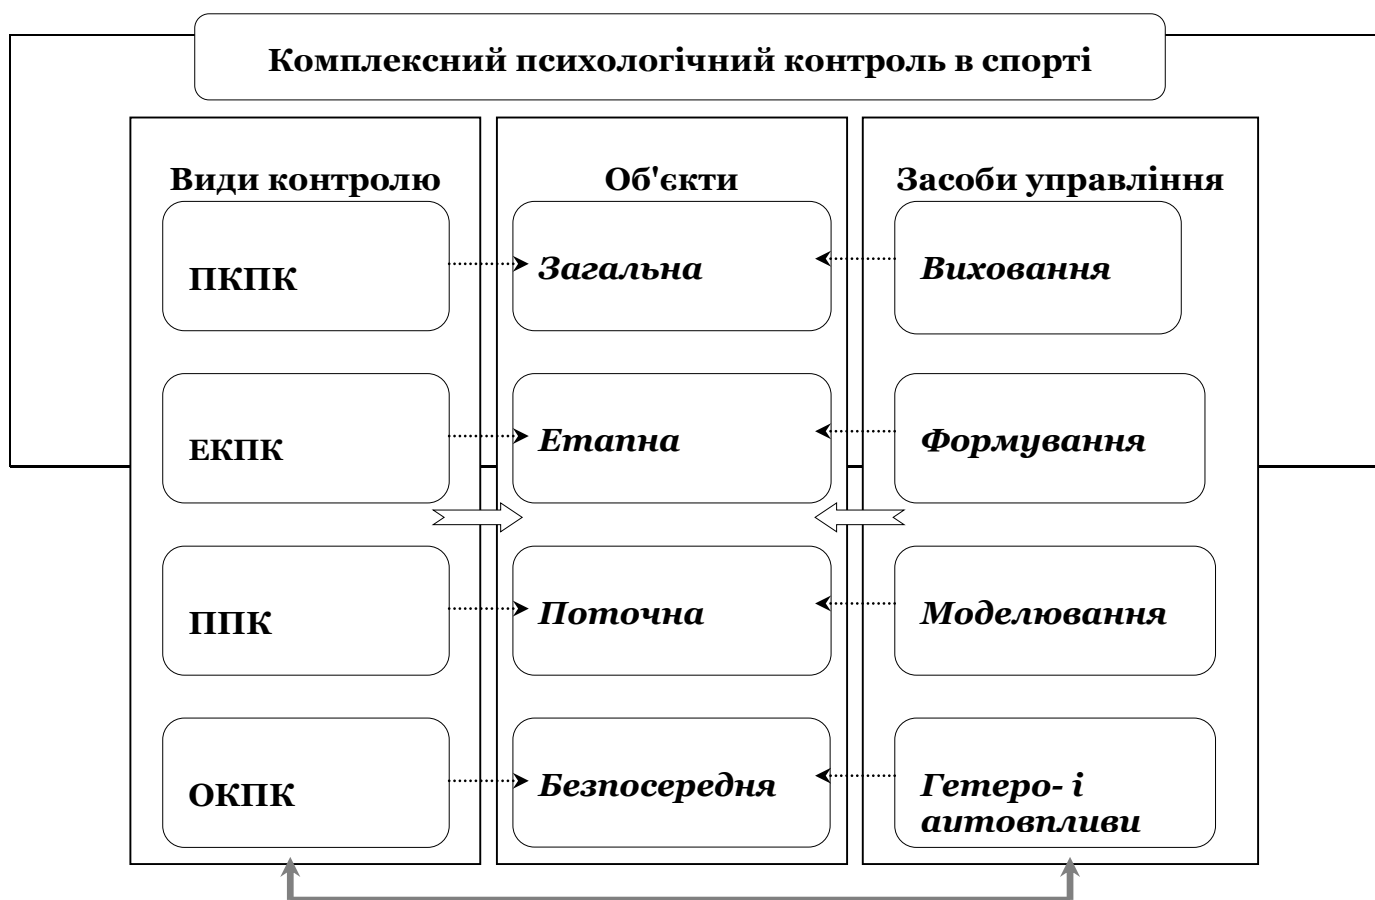 Комплексний психологічний контроль в спорті
Види контролю
Об'єкти
Засоби управління
ПКПК
Загальна
Виховання
ЕКПК
Етапна
Формування
ППК
Поточна
Моделювання
ОКПК
Безпосередня
Гетеро- і
аутовпливи